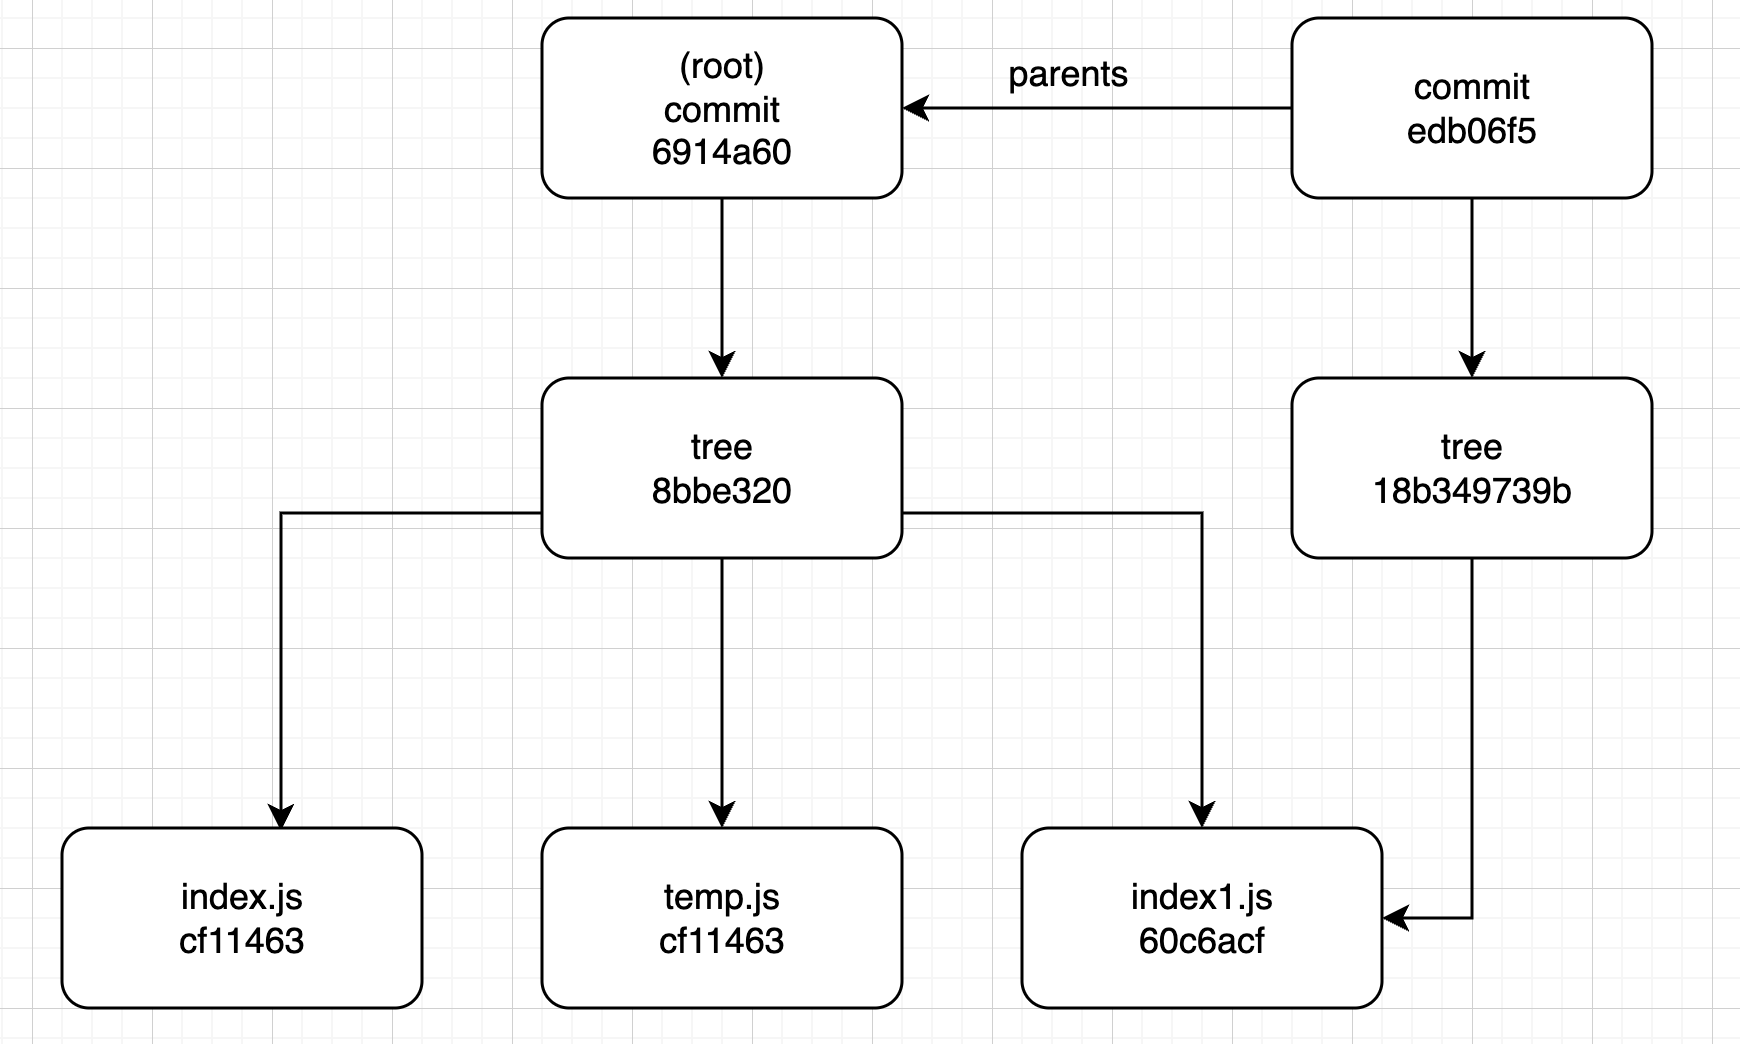 (root)
commit
6914a60
parents
commit
edb06f5
tree
8bbe320
tree
18b349739b
index.js
cf11463
temp.js
cf11463
index1.js
60c6acf